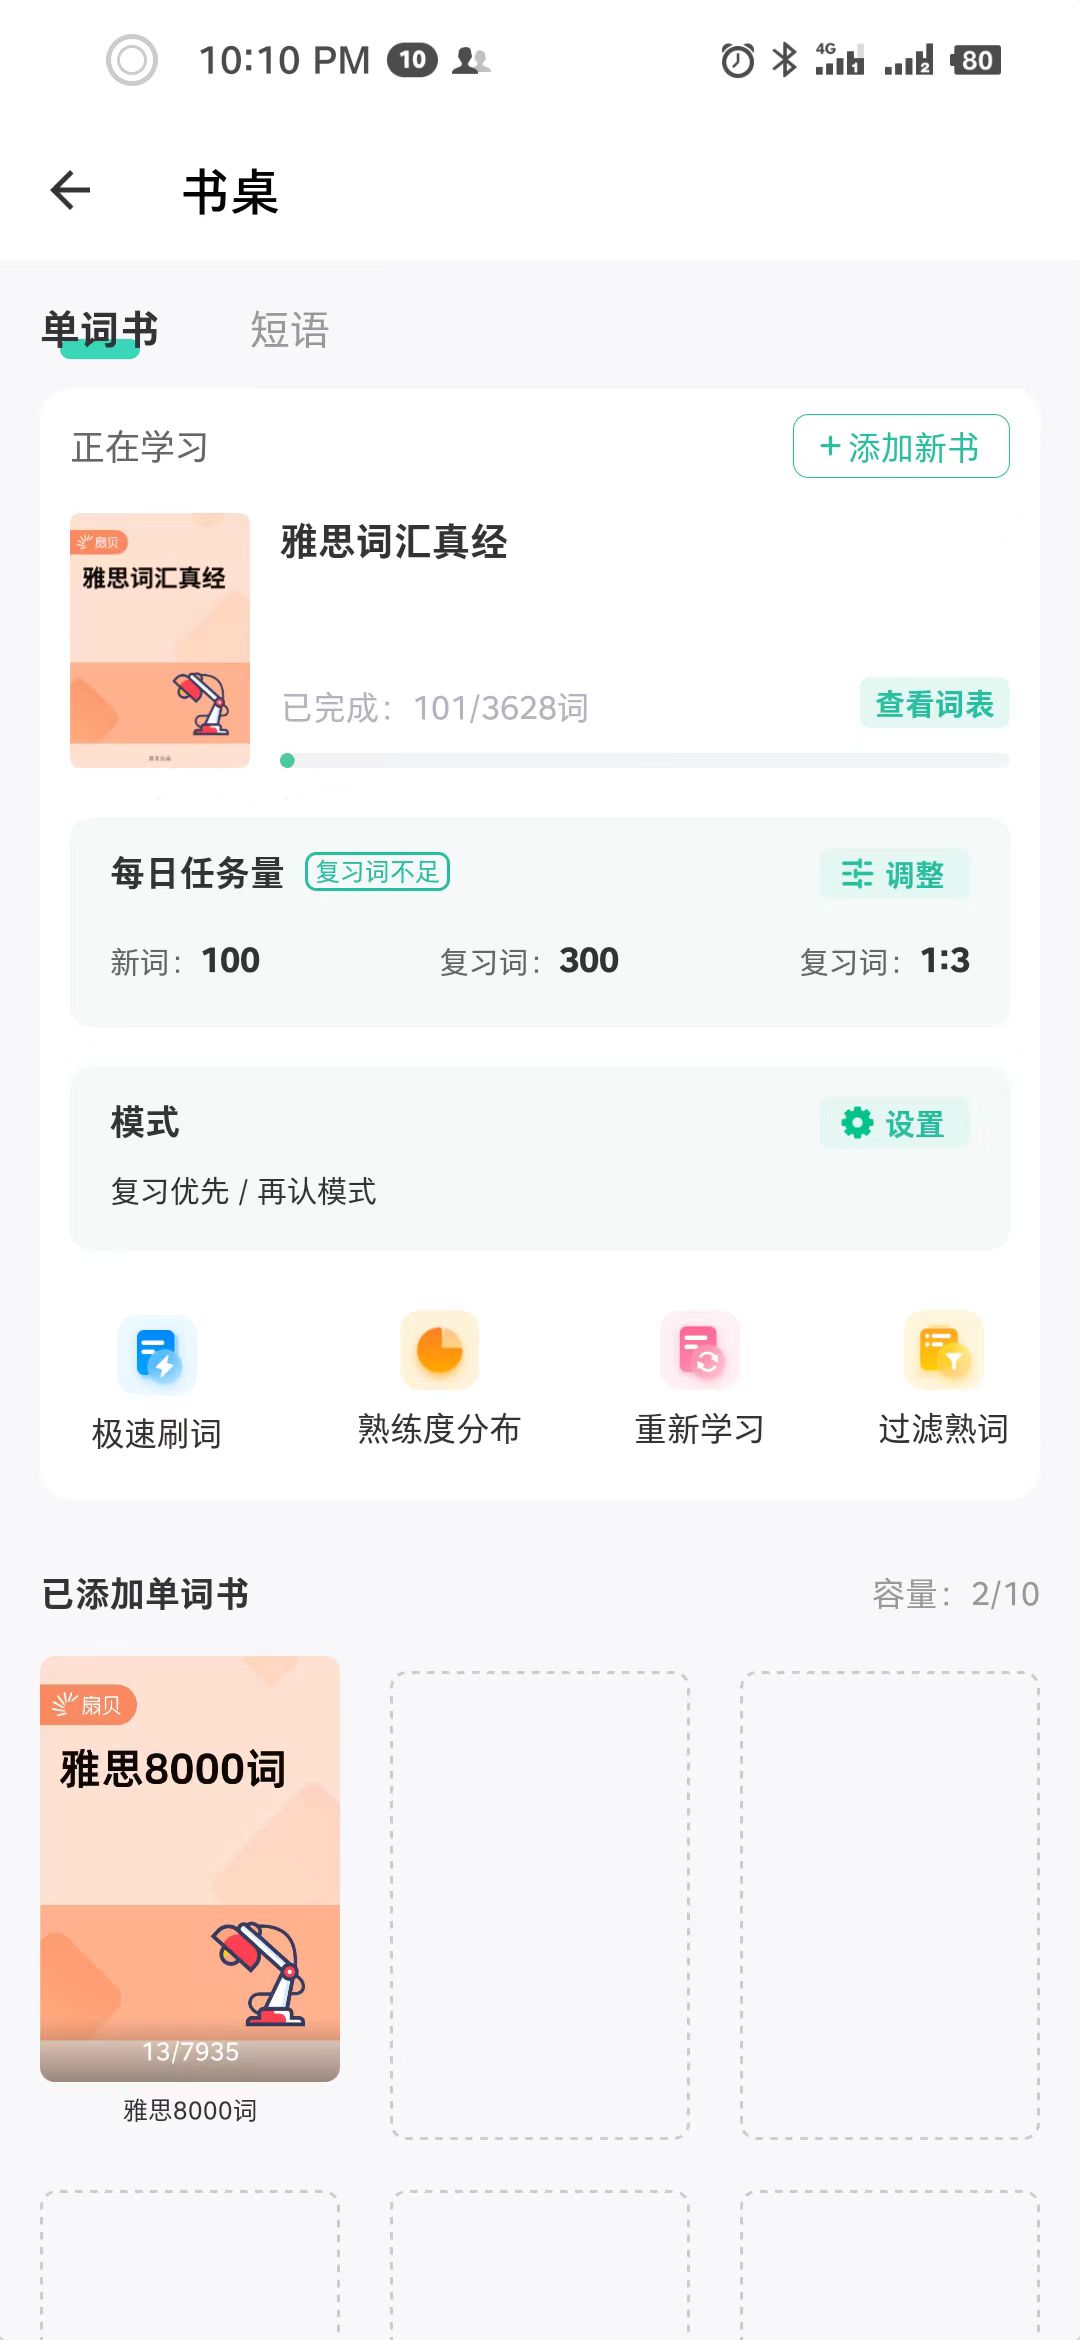 10:10 PM 10 4G 1 2 80
书桌
单词书 短语
正在学习 +添加新书
扇贝
雅思词汇真经
雅思词汇真经
已完成：101/3628词 查看词表
每日任务量 复习词不足 调整
新词：100 复习词：300 复习词：1:3
模式 设置
复习优先 / 再认模式
极速刷词 熟练度分布 重新学习 过滤熟词
已添加单词书 容量：2/10
扇贝
雅思8000词
13/7935
雅思8000词